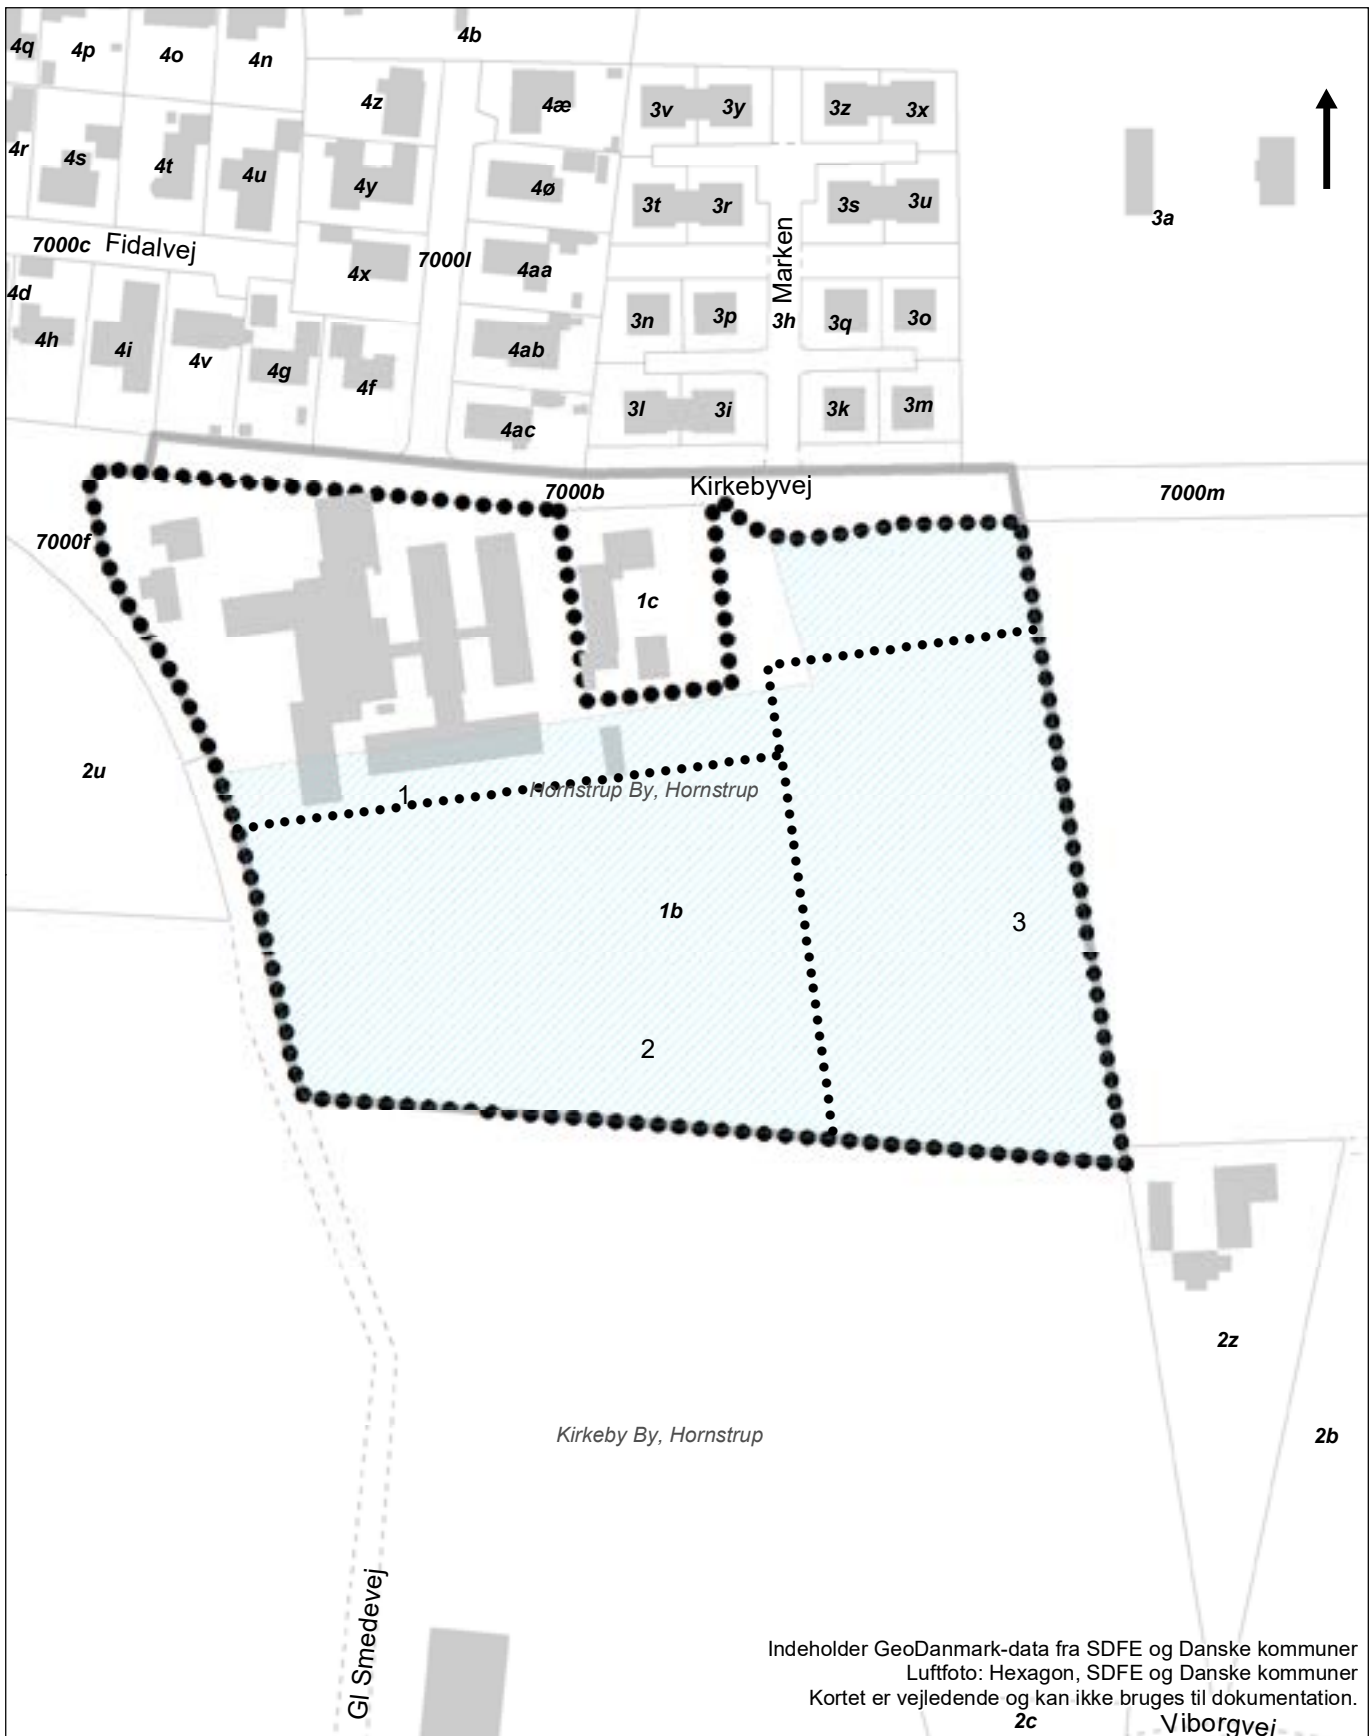 4b
4q
4p
4o
4n
4z
4æ
3v
3y
3z
3x
4r
4s
4t
4u
4y
4ø
3t
3r
3s
3u
3a
7000c
Fidalvej
4x
7000l
4aa
Marken
4d
4h
4i
4v
4g
4f
4ab
3n
3p
3h
3q
3o
4ac
3l
3i
3k
3m
7000b
Kirkebyvej
7000m
7000f
1c
2u
1
Hornstrup By, Hornstrup
1b
3
2
2z
Kirkeby By, Hornstrup
2b
Gl Smedevej
Indeholder GeoDanmark-data fra SDFE og Danske kommuner
Luftfoto: Hexagon, SDFE og Danske kommuner
Kortet er vejledende og kan ikke bruges til dokumentation.
2c
Viborgvej